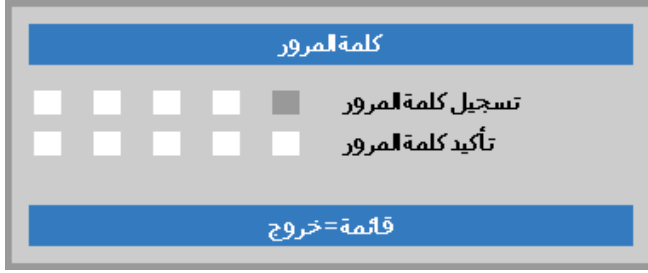 كلمة المرور
تسجيل كلمة المرور
تأكيد كلمة المرور
قائمة=خروج